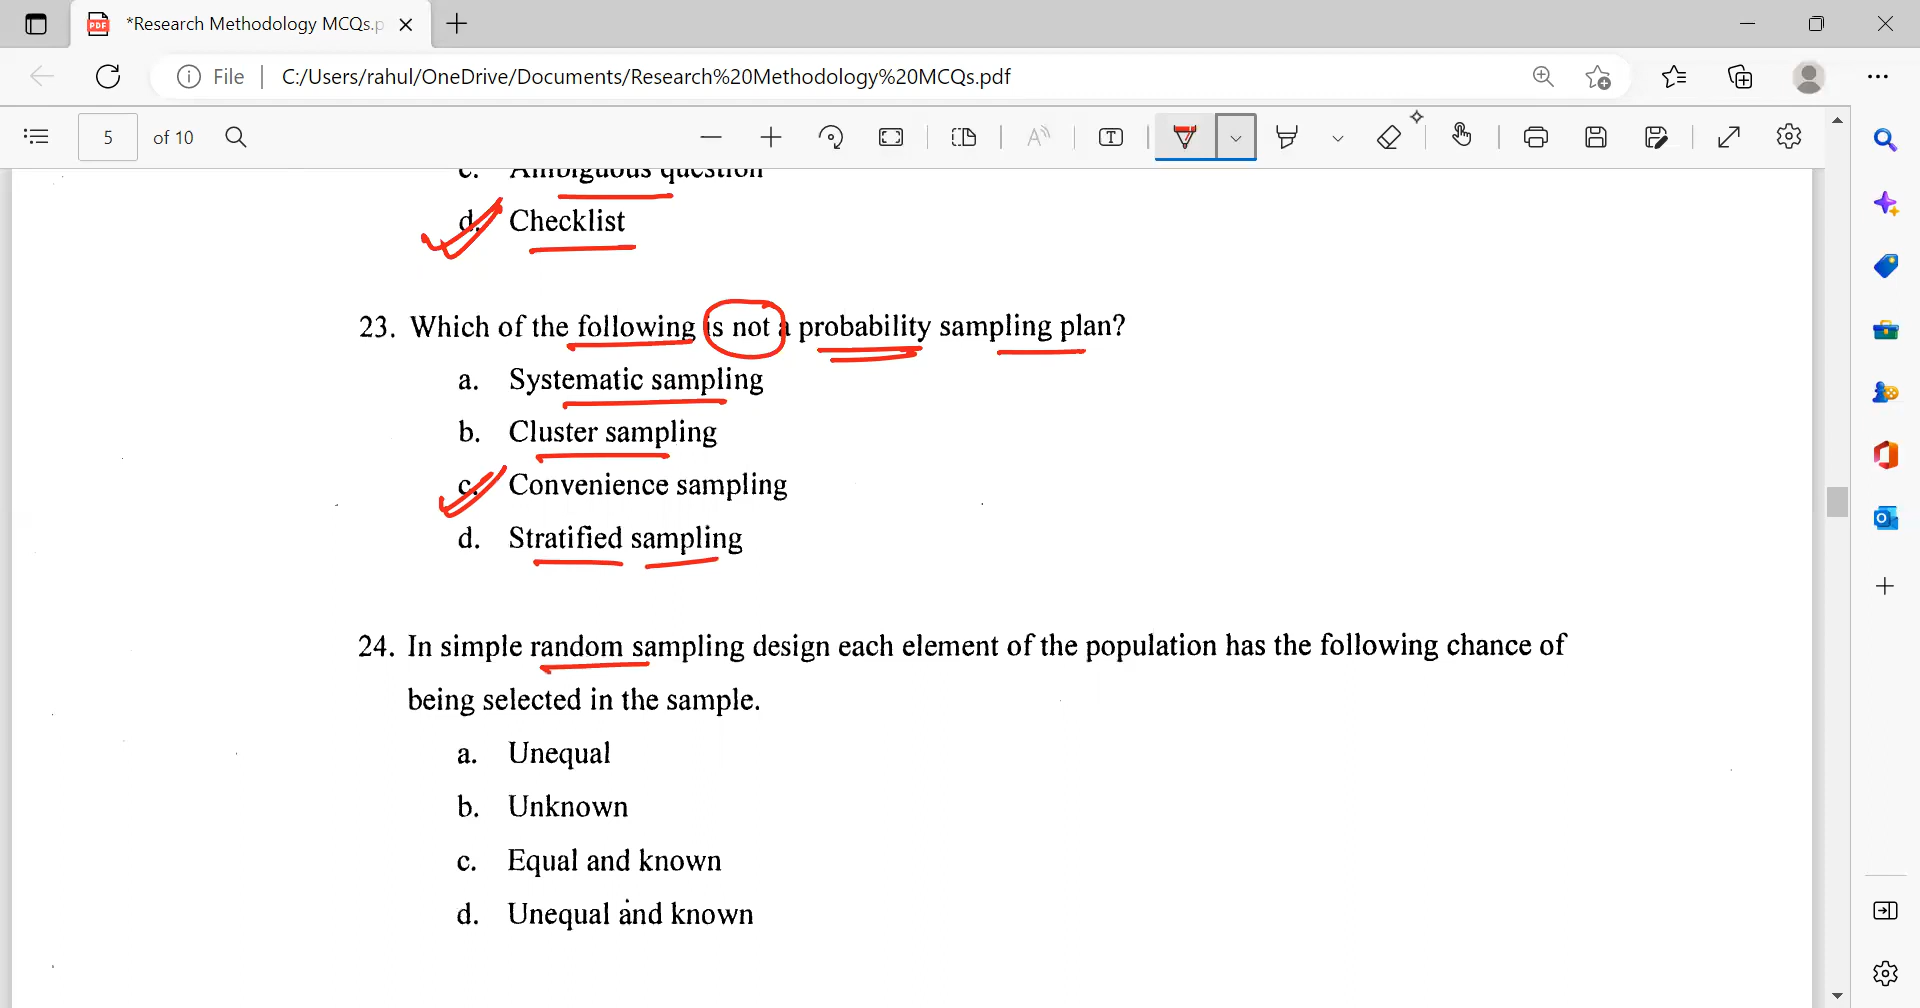 *Research Methodology MCQs.p
File
C:/Users/rahul/OneDrive/Documents/Research%20Methodology%20MCQs.pdf
5 of 10
c. Ambiguous question
d. Checklist
23. Which of the following is not a probability sampling plan?
a. Systematic sampling
b. Cluster sampling
c. Convenience sampling
d. Stratified sampling
24. In simple random sampling design each element of the population has the following chance of
being selected in the sample.
a. Unequal
b. Unknown
c. Equal and known
d. Unequal and known